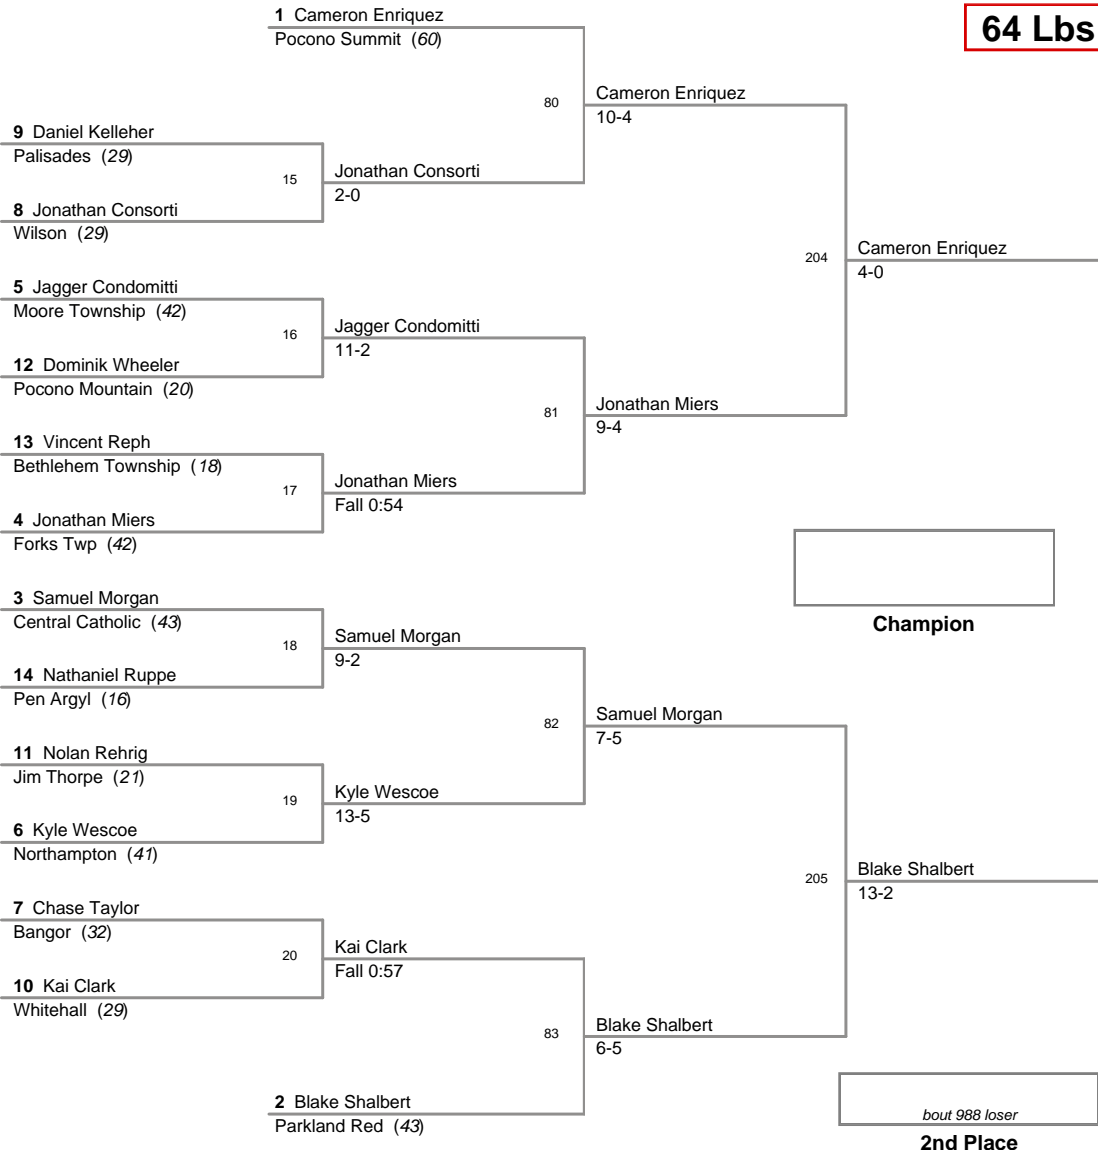 1 Cameron Enriquez
Pocono Summit (60)
64 Lbs
80
Cameron Enriquez
10-4
9 Daniel Kelleher
Palisades (29)
15
Jonathan Consorti
2-0
8 Jonathan Consorti
Wilson (29)
204
Cameron Enriquez
4-0
5 Jagger Condomitti
Moore Township (42)
16
Jagger Condomitti
11-2
12 Dominik Wheeler
Pocono Mountain (20)
81
Jonathan Miers
9-4
13 Vincent Reph
Bethlehem Township (18)
17
Jonathan Miers
Fall 0:54
4 Jonathan Miers
Forks Twp (42)
3 Samuel Morgan
Central Catholic (43)
Champion
18
Samuel Morgan
9-2
14 Nathaniel Ruppe
Pen Argyl (16)
82
Samuel Morgan
7-5
11 Nolan Rehrig
Jim Thorpe (21)
19
Kyle Wescoe
13-5
6 Kyle Wescoe
Northampton (41)
205
Blake Shalbert
13-2
7 Chase Taylor
Bangor (32)
20
Kai Clark
Fall 0:57
10 Kai Clark
Whitehall (29)
83
Blake Shalbert
6-5
2 Blake Shalbert
Parkland Red (43)
bout 988 loser
2nd Place